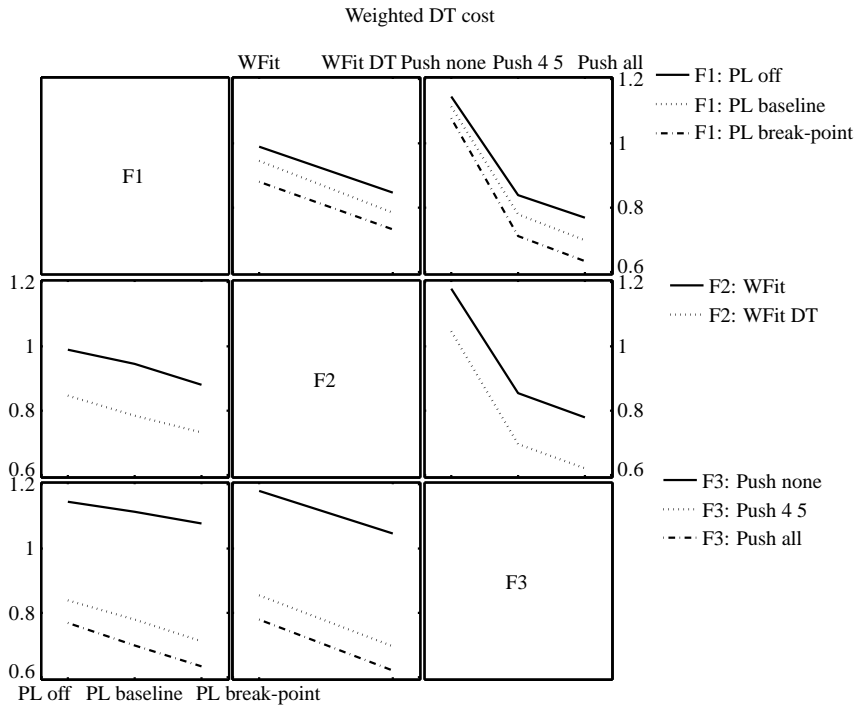 Weighted DT cost
WFit WFit DT Push none Push 4 5 Push all
1.2
1
0.8
0.6
F1
F1: PL off
F1: PL baseline
F1: PL break-point
1.2
1
0.8
0.6
F2
1.2
1
0.8
0.6
F2: WFit
F2: WFit DT
1.2
1
0.8
0.6
F3
F3: Push none
F3: Push 4 5
F3: Push all
PL off PL baseline PL break-point